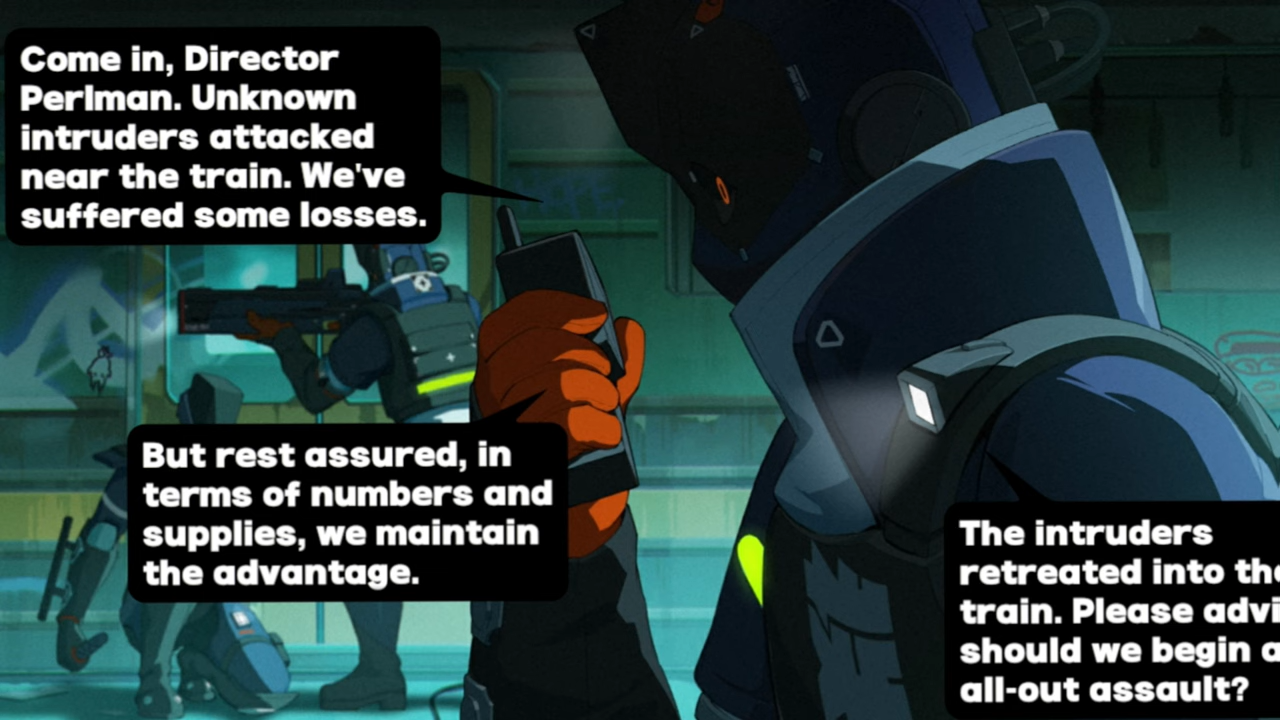 Come in, Director
Perlman. Unknown
intruders attacked
near the train. We've
suffered some losses.
But rest assured, in
terms of numbers and
supplies, we maintain
the advantage.
The intruders
retreated into the
train. Please advi
should we begin a
all-out assault?